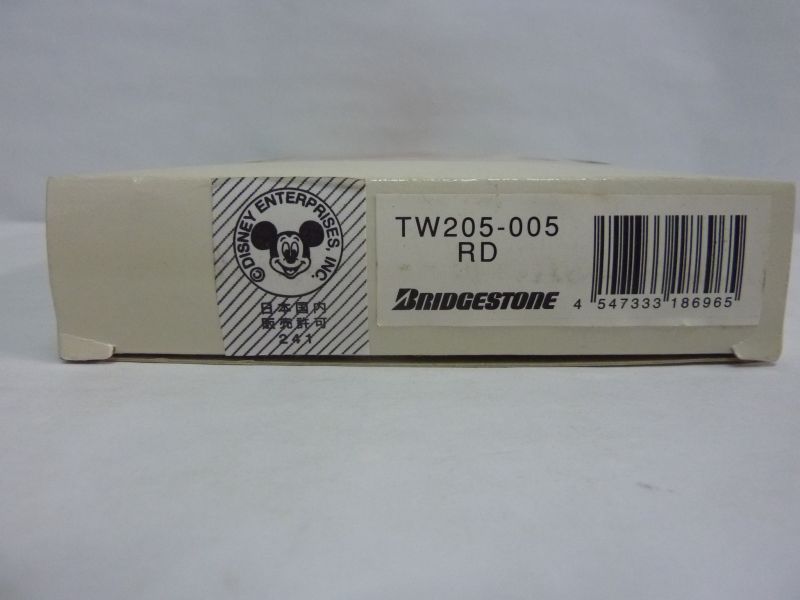 © DISNEY ENTERPRISES, INC.
日本国内
販売許可
241
TW205-005
RD
BRIDGESTONE
4 547333 186965